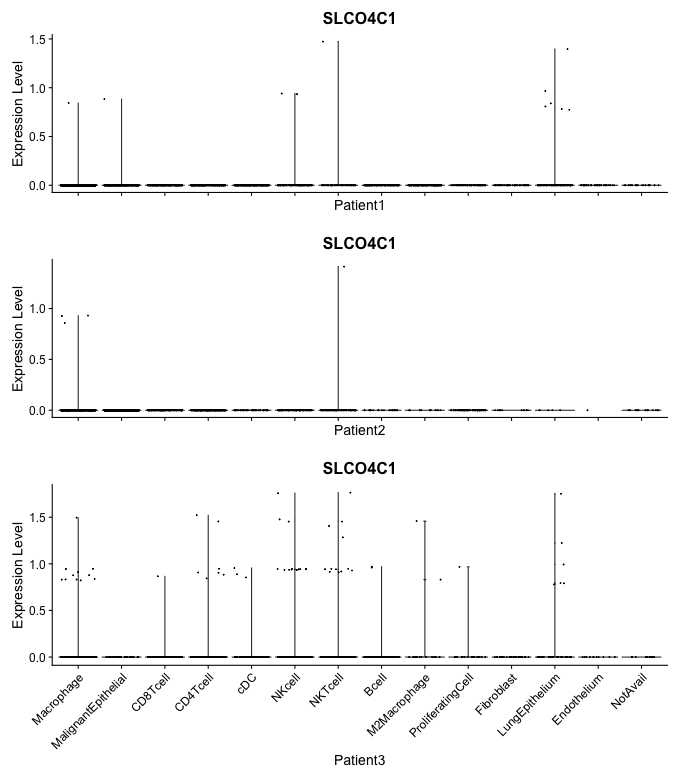 SLCO4C1
Expression Level
1.5
1.0
0.5
0.0
Patient1
SLCO4C1
Expression Level
1.0
0.5
0.0
Patient2
SLCO4C1
Expression Level
1.5
1.0
0.5
0.0
Macrophage
MalignantEpithelial
CD8Tcell
CD4Tcell
cDC
NKcell
NKTcell
Bcell
M2Macrophage
ProliferatingCell
Fibroblast
LungEpithelium
Endothelium
NotAvail
Patient3